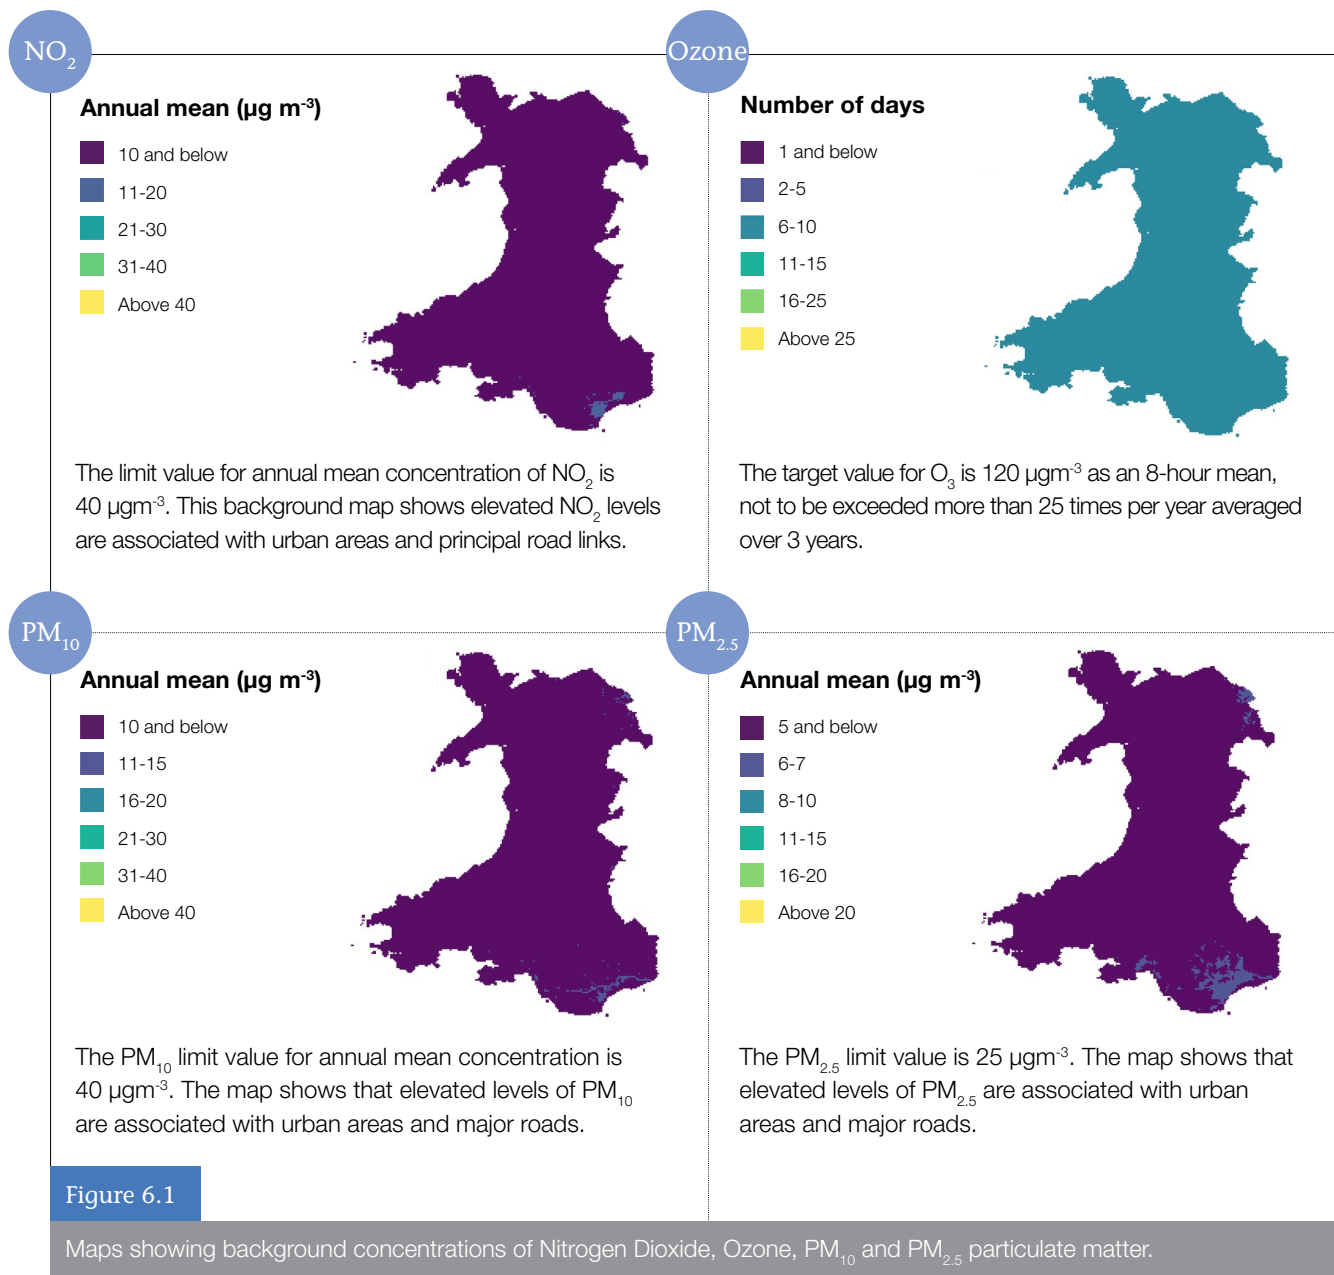 NO₂
Annual mean (µg m⁻³)
10 and below
11-20
21-30
31-40
Above 40
The limit value for annual mean concentration of NO₂ is
40 µgm⁻³. This background map shows elevated NO₂ levels
are associated with urban areas and principal road links.
Ozone
Number of days
1 and below
2-5
6-10
11-15
16-25
Above 25
The target value for O₃ is 120 µgm⁻³ as an 8-hour mean,
not to be exceeded more than 25 times per year averaged
over 3 years.
PM₁₀
Annual mean (µg m⁻³)
10 and below
11-15
16-20
21-30
31-40
Above 40
The PM₁₀ limit value for annual mean concentration is
40 µgm⁻³. The map shows that elevated levels of PM₁₀
are associated with urban areas and major roads.
PM₂.₅
Annual mean (µg m⁻³)
5 and below
6-7
8-10
11-15
16-20
Above 20
The PM₂.₅ limit value is 25 µgm⁻³. The map shows that
elevated levels of PM₂.₅ are associated with urban
areas and major roads.
Figure 6.1
Maps showing background concentrations of Nitrogen Dioxide, Ozone, PM₁₀ and PM₂.₅ particulate matter.